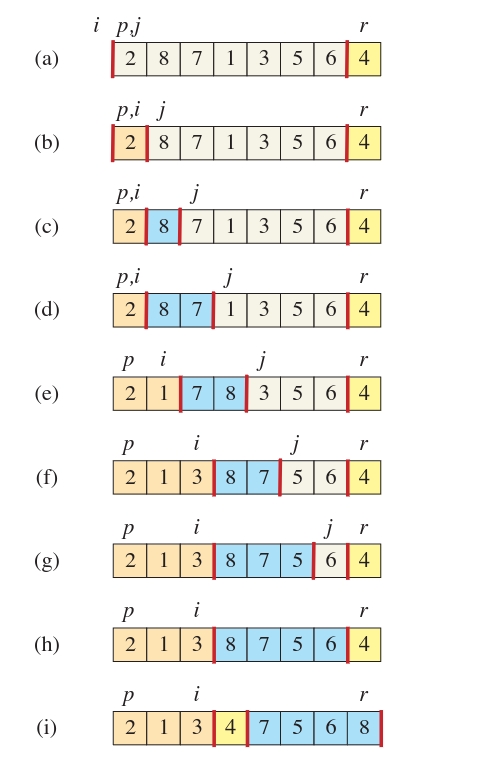 i p,j r
(a) 2 8 7 1 3 5 6 4
p,i j r
(b) 2 8 7 1 3 5 6 4
p,i j r
(c) 2 8 7 1 3 5 6 4
p,i j r
(d) 2 8 7 1 3 5 6 4
p i j r
(e) 2 1 7 8 3 5 6 4
p i j r
(f) 2 1 3 8 7 5 6 4
p i j r
(g) 2 1 3 8 7 5 6 4
p i r
(h) 2 1 3 8 7 5 6 4
p i r
(i) 2 1 3 4 7 5 6 8